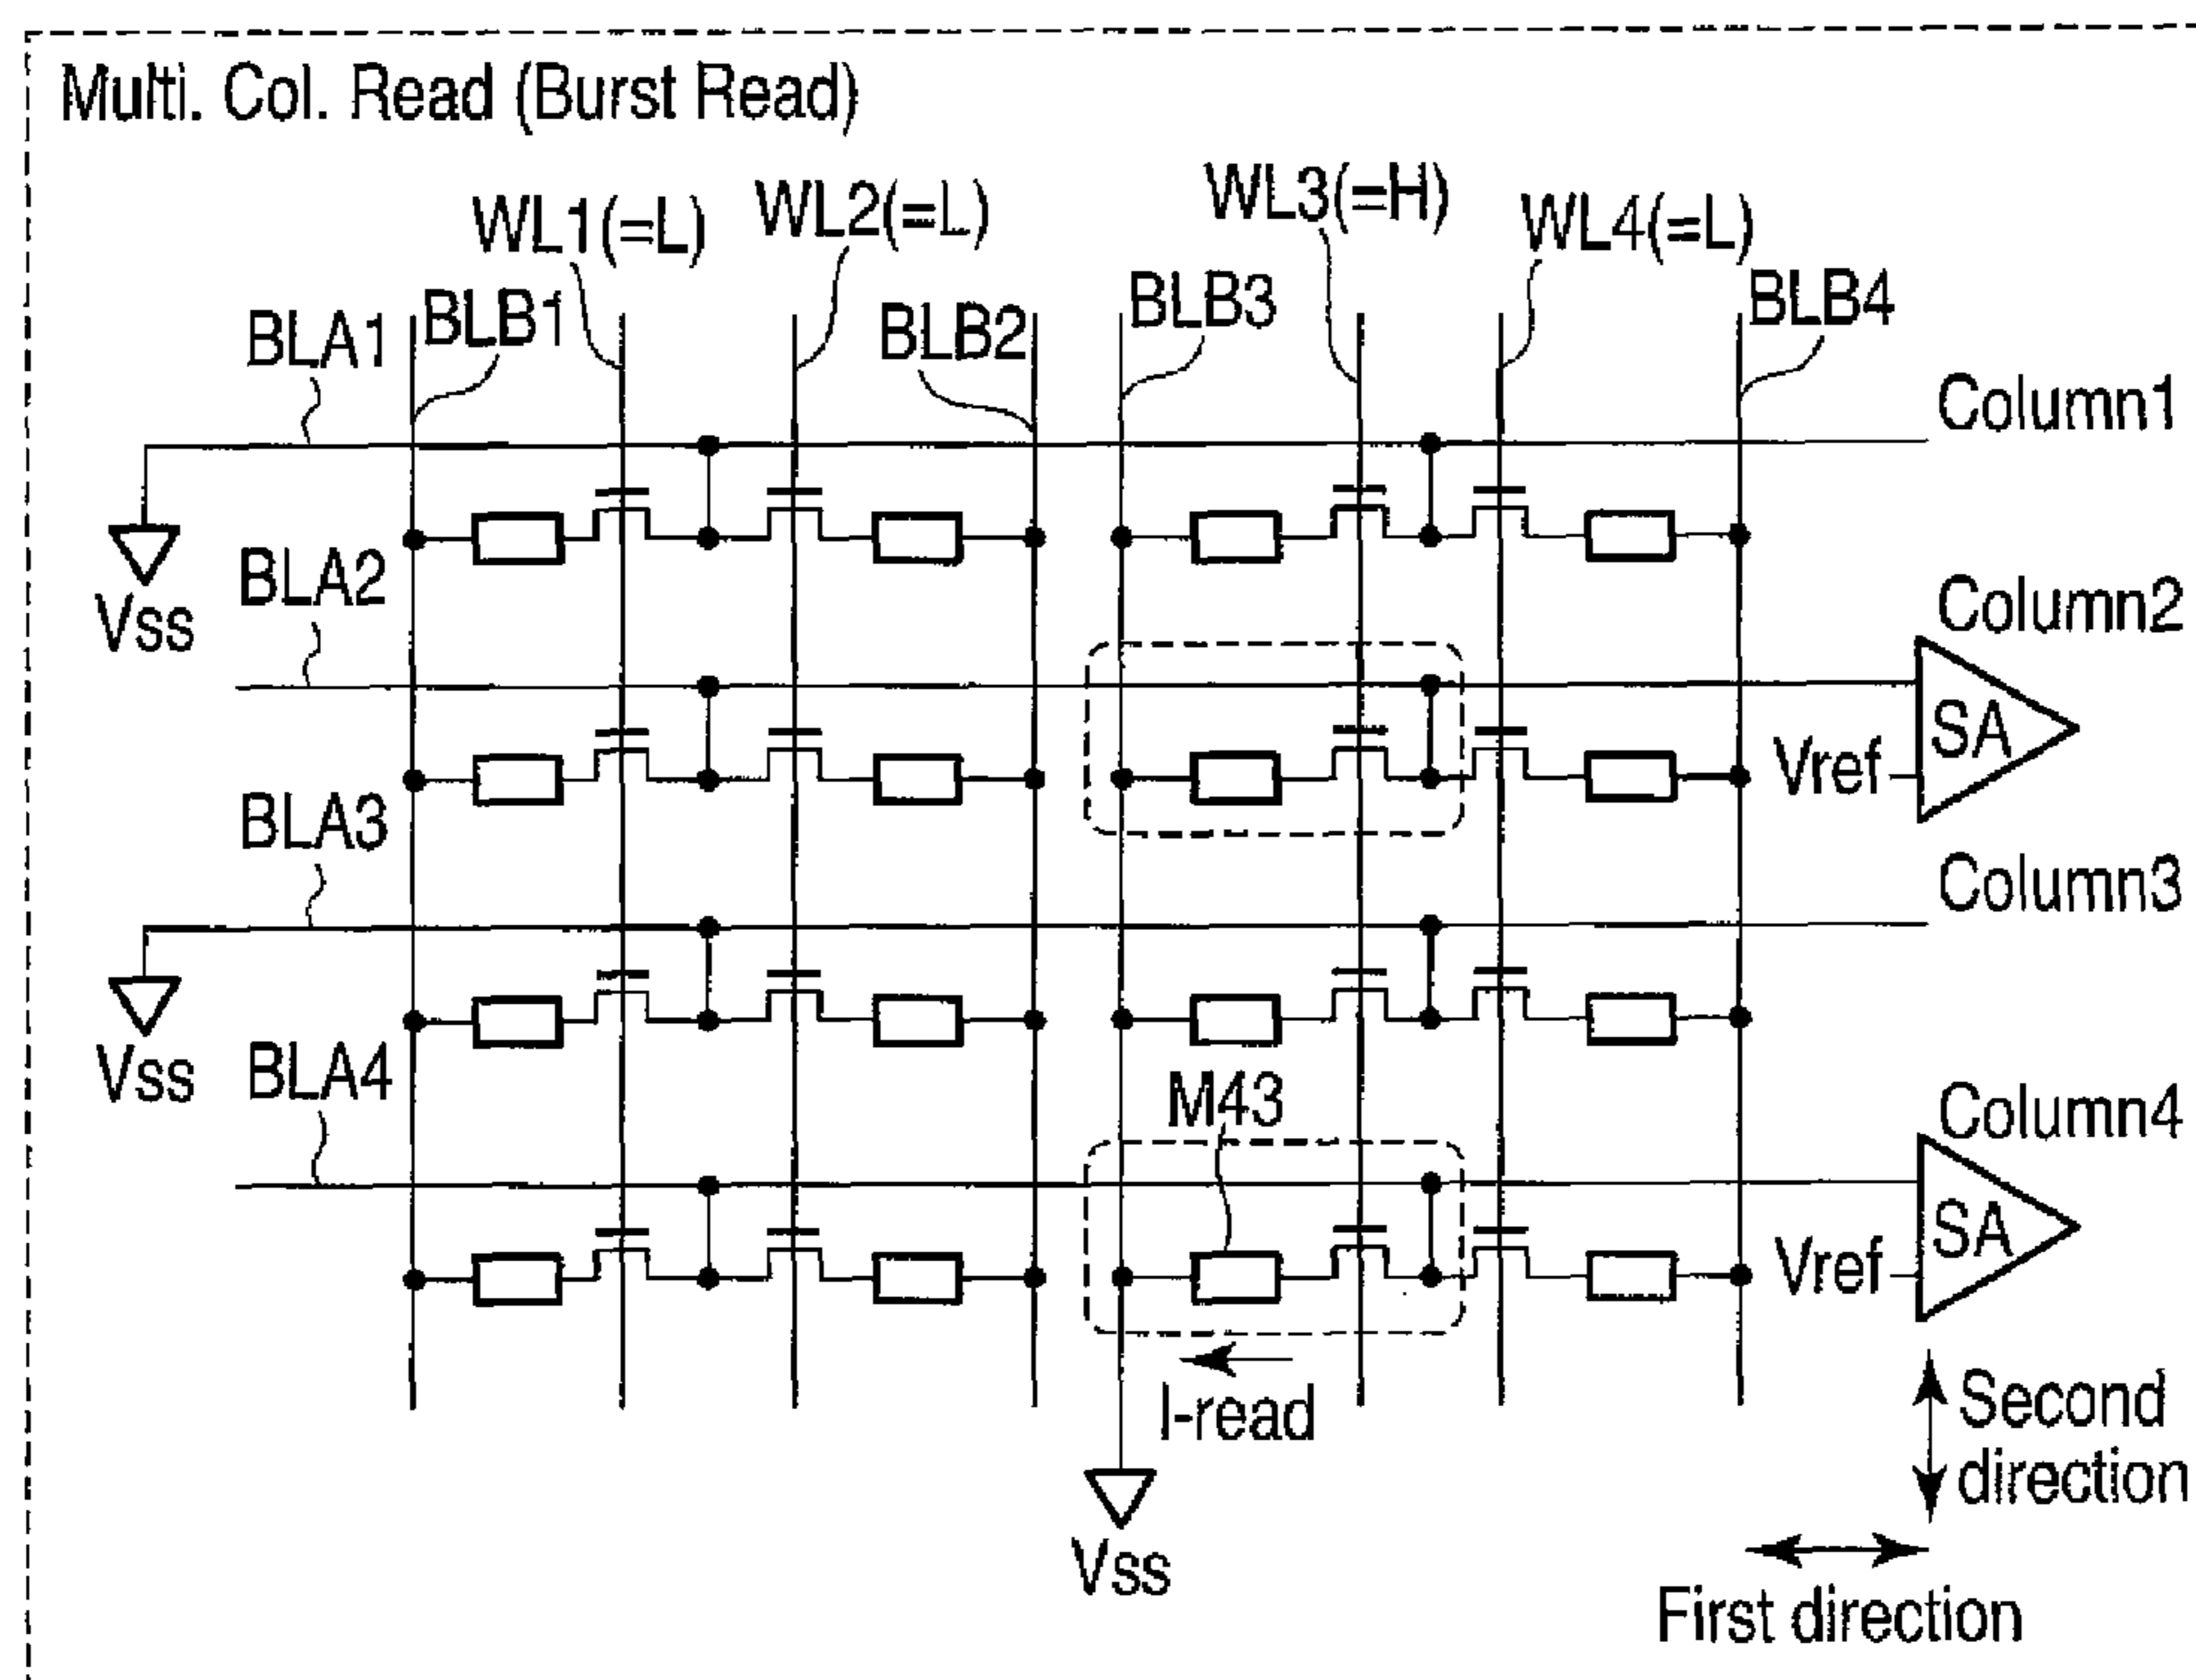 Multi. Col. Read (Burst Read)
WL1(=L)
WL2(=L)
WL3(=H)
WL4(=L)
BLA1
BLB1
BLB2
BLB3
BLB4
Column1
Vss
BLA2
Column2
SA
Vref
BLA3
Column3
Vss
BLA4
M43
Column4
SA
Vref
I-read
Second
direction
Vss
First direction